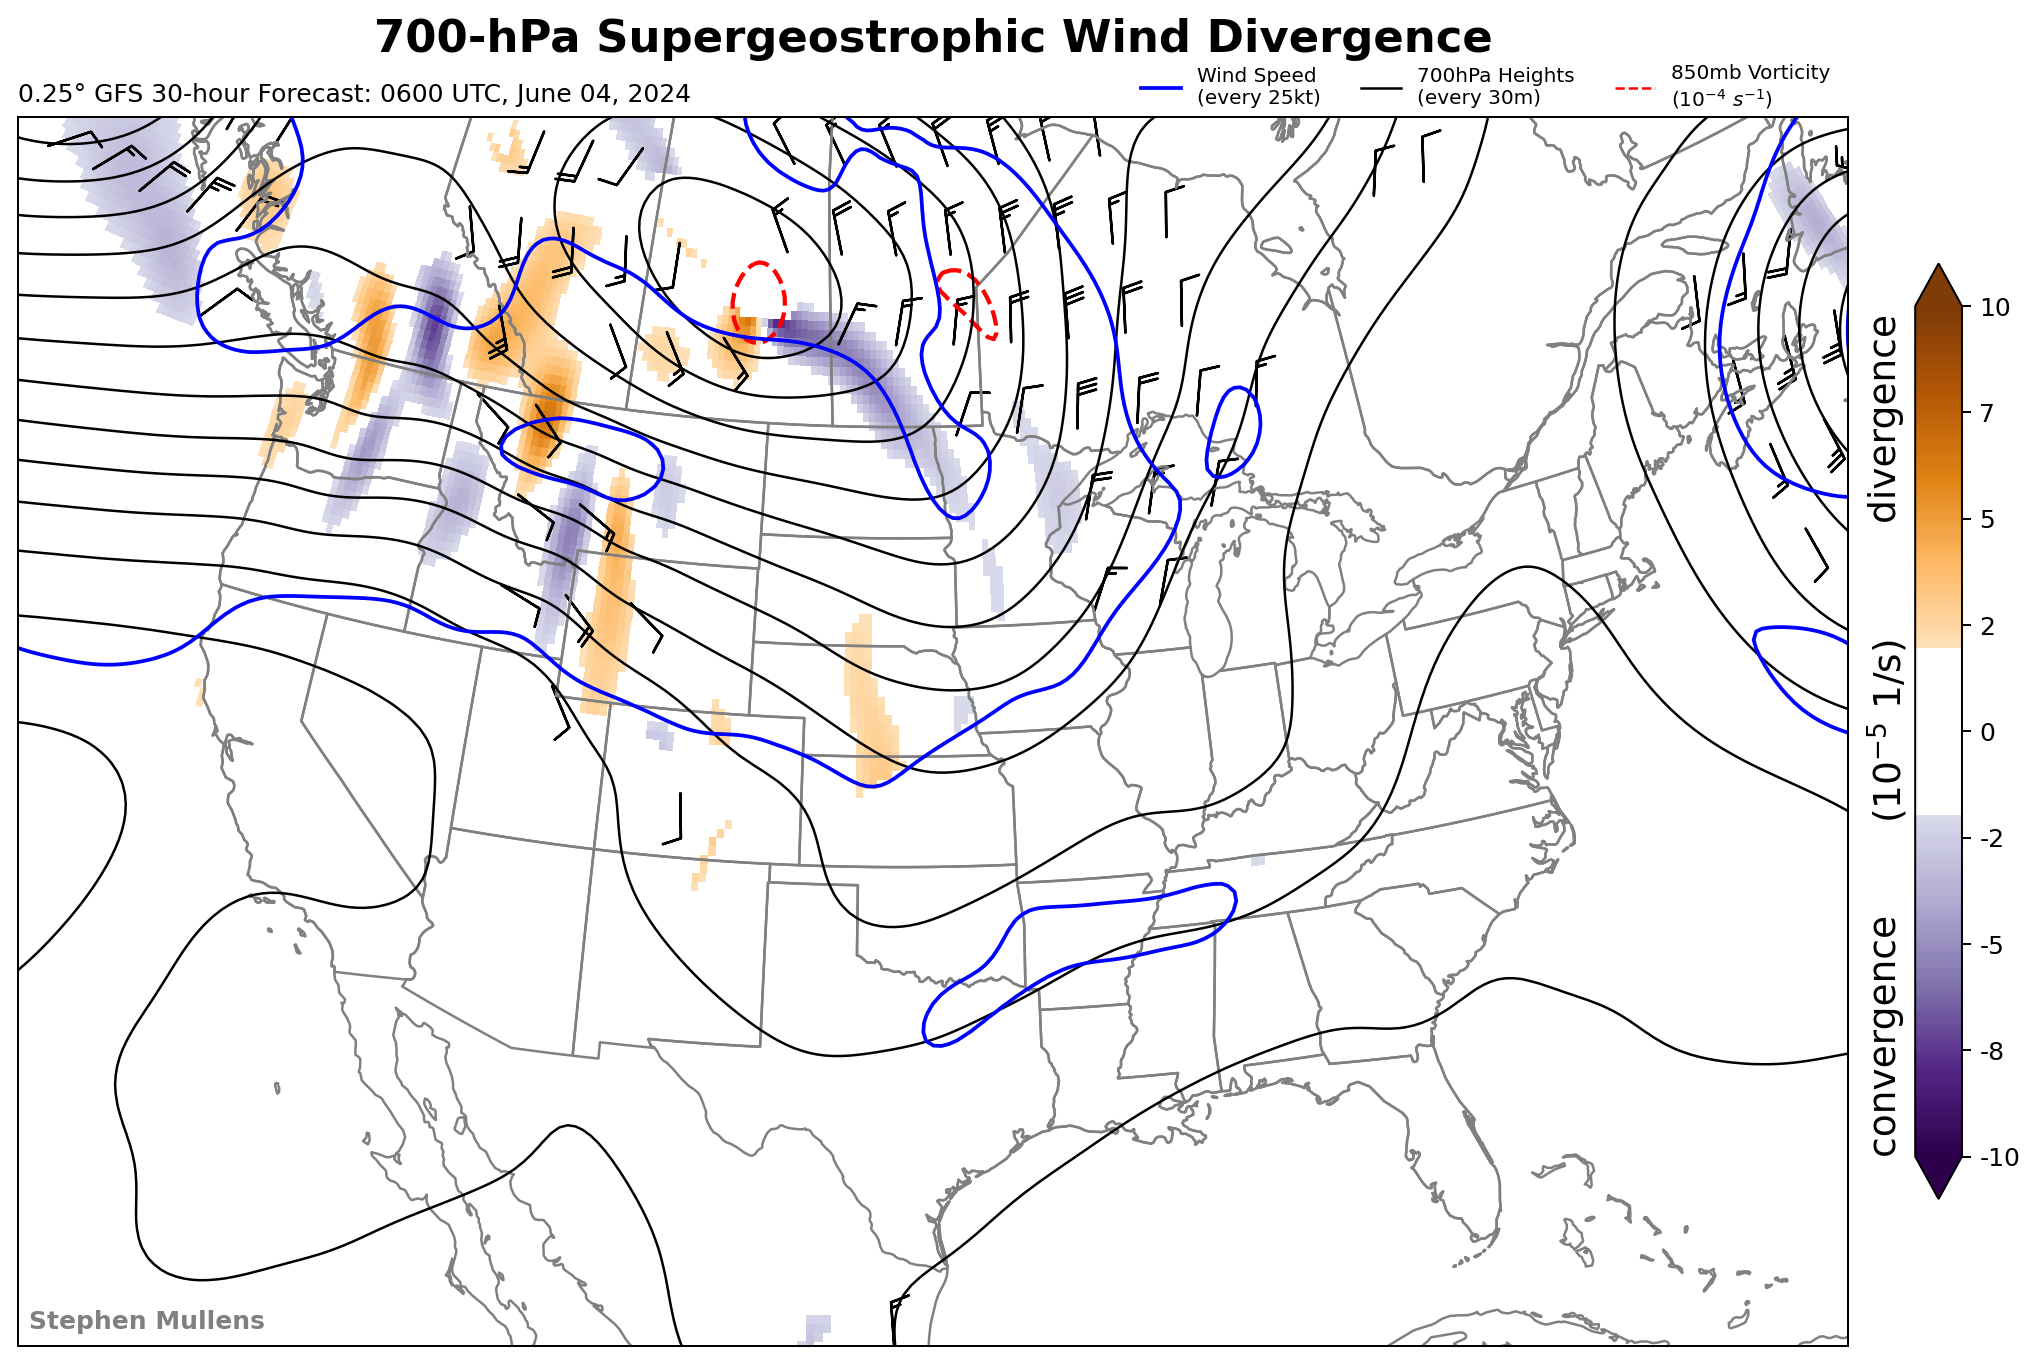 700-hPa Supergeostrophic Wind Divergence
0.25° GFS 30-hour Forecast: 0600 UTC, June 04, 2024
Wind Speed
(every 25kt)
700hPa Heights
(every 30m)
850mb Vorticity
(10⁻⁴ s⁻¹)
10
7
5
2
0
-2
-5
-8
-10
convergence (10⁻⁵ 1/s) divergence
Stephen Mullens